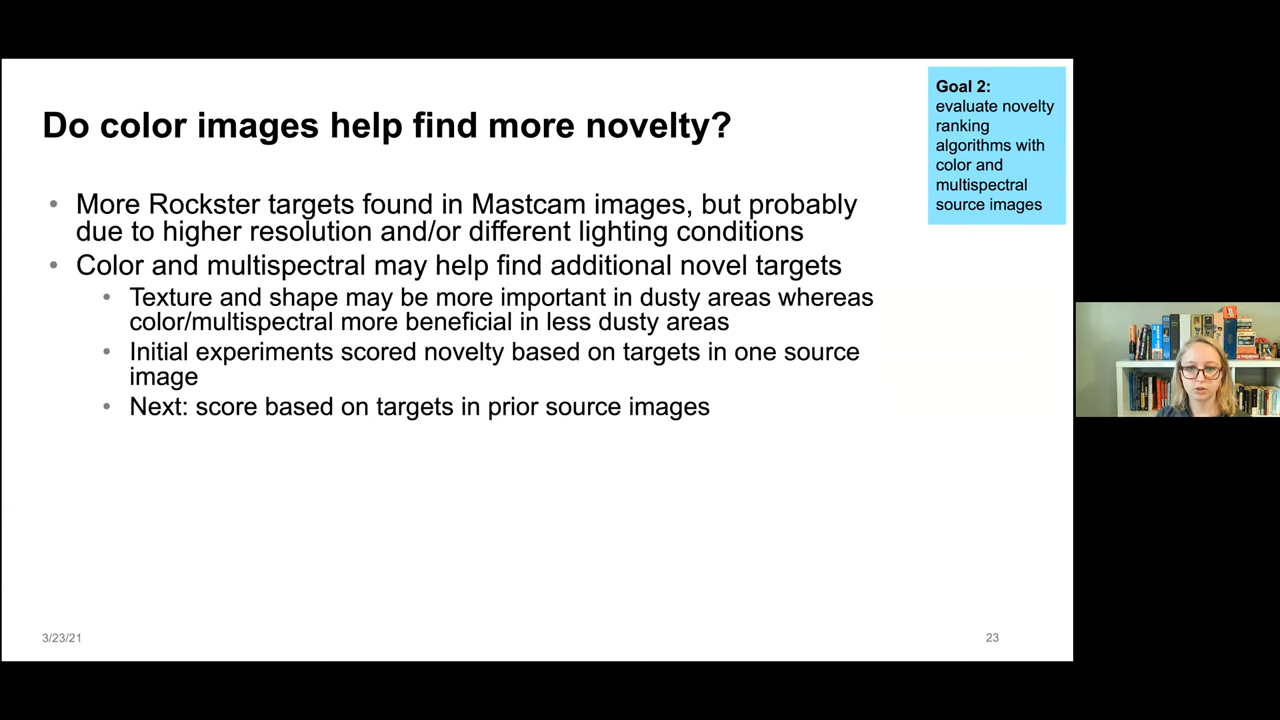 Do color images help find more novelty?
Goal 2:
evaluate novelty
ranking
algorithms with
color and
multispectral
source images
• More Rockster targets found in Mastcam images, but probably
due to higher resolution and/or different lighting conditions
• Color and multispectral may help find additional novel targets
• Texture and shape may be more important in dusty areas whereas
color/multispectral more beneficial in less dusty areas
• Initial experiments scored novelty based on targets in one source
image
• Next: score based on targets in prior source images
3/23/21
23